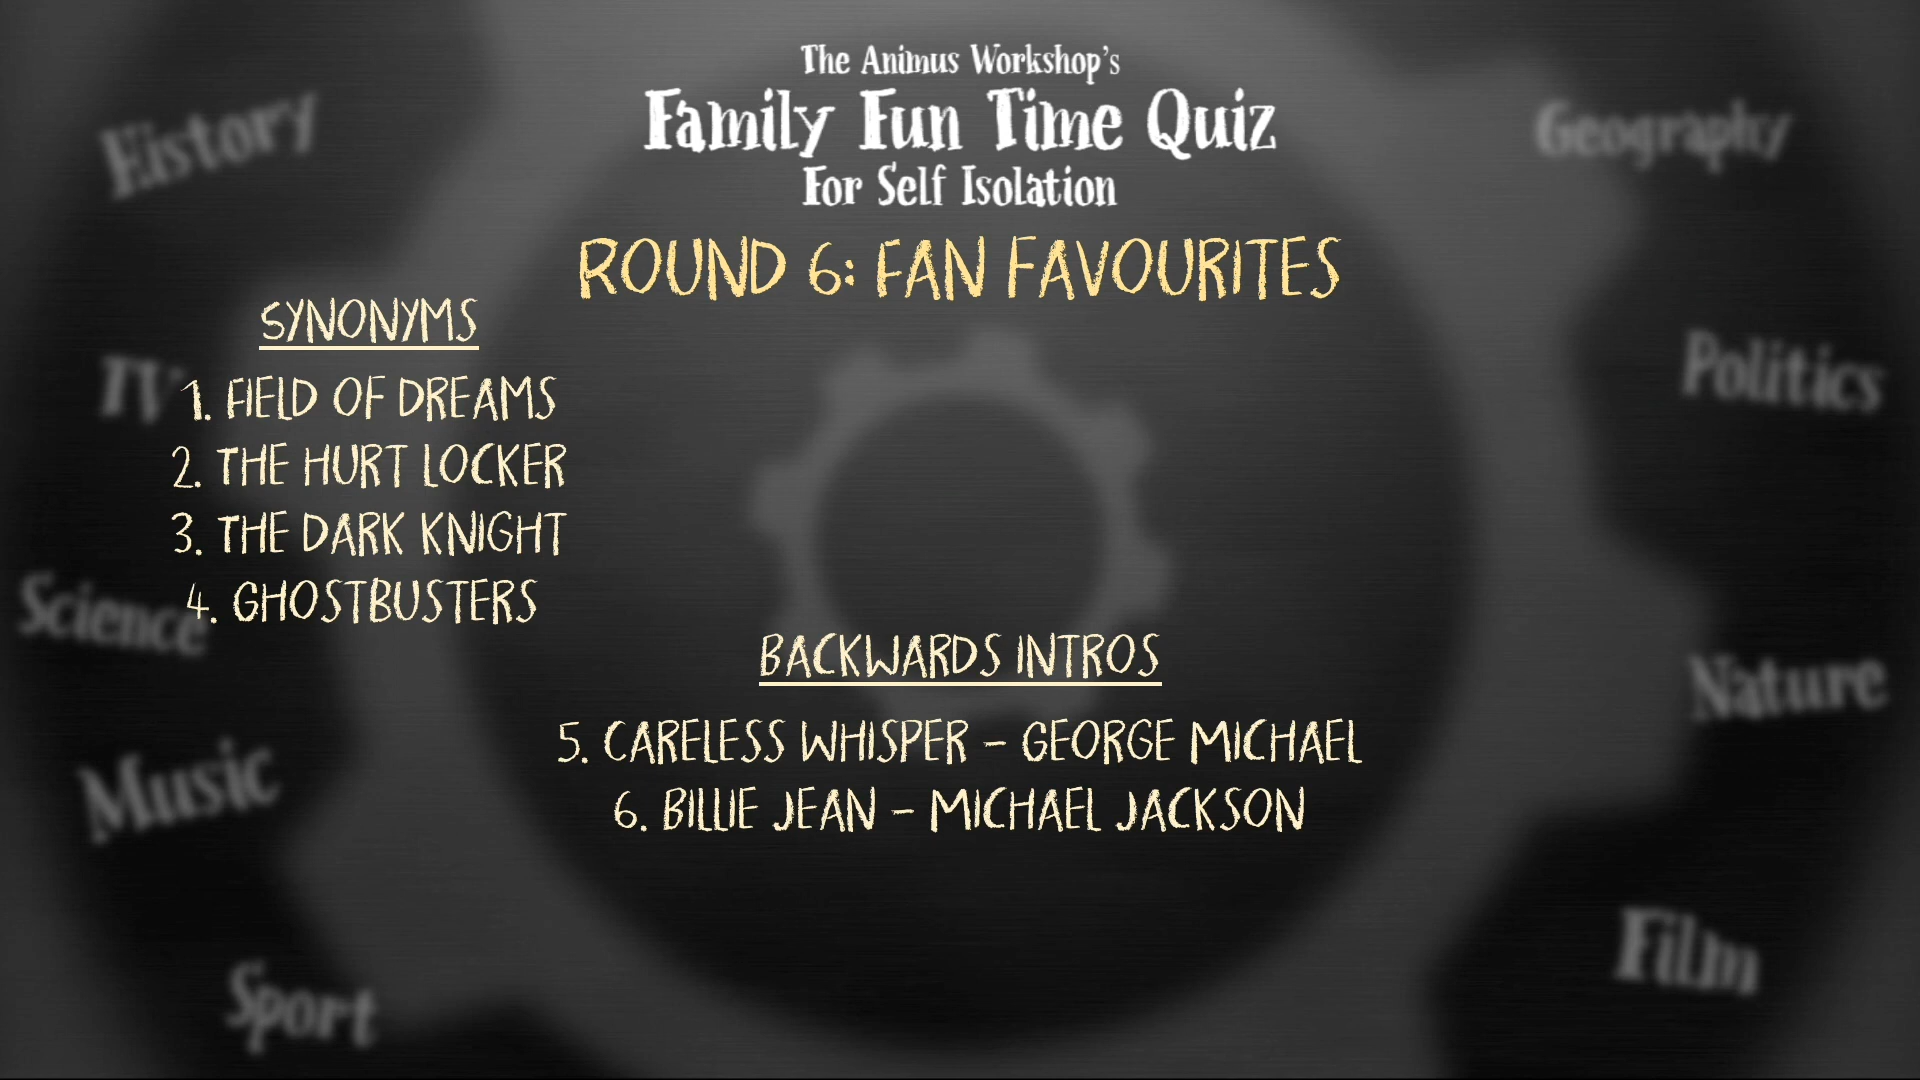 The Animus Workshop's
Family Fun Time Quiz
For Self Isolation
ROUND 6: FAN FAVOURITES
SYNONYMS
1. FIELD OF DREAMS
2. THE HURT LOCKER
3. THE DARK KNIGHT
4. GHOSTBUSTERS
BACKWARDS INTROS
5. CARELESS WHISPER - GEORGE MICHAEL
6. BILLIE JEAN - MICHAEL JACKSON
History
TV
Science
Music
Sport
Geography
Politics
Nature
Film